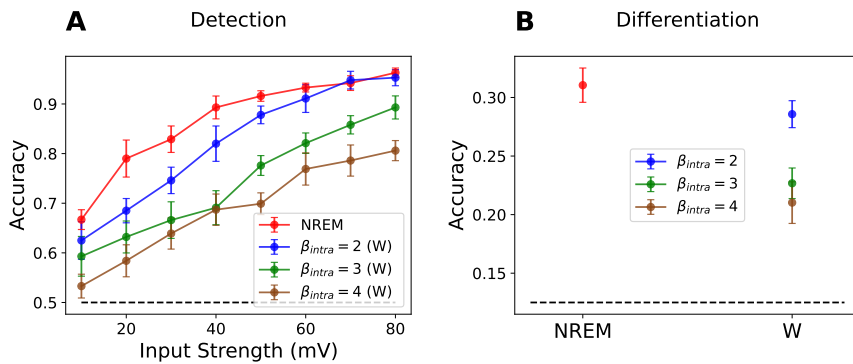 A
Detection
Accuracy
0.9
0.8
0.7
0.6
0.5
20
40
60
80
Input Strength (mV)
NREM
β_intra = 2 (W)
β_intra = 3 (W)
β_intra = 4 (W)
B
Differentiation
Accuracy
0.30
0.25
0.20
0.15
NREM
W
β_intra = 2
β_intra = 3
β_intra = 4